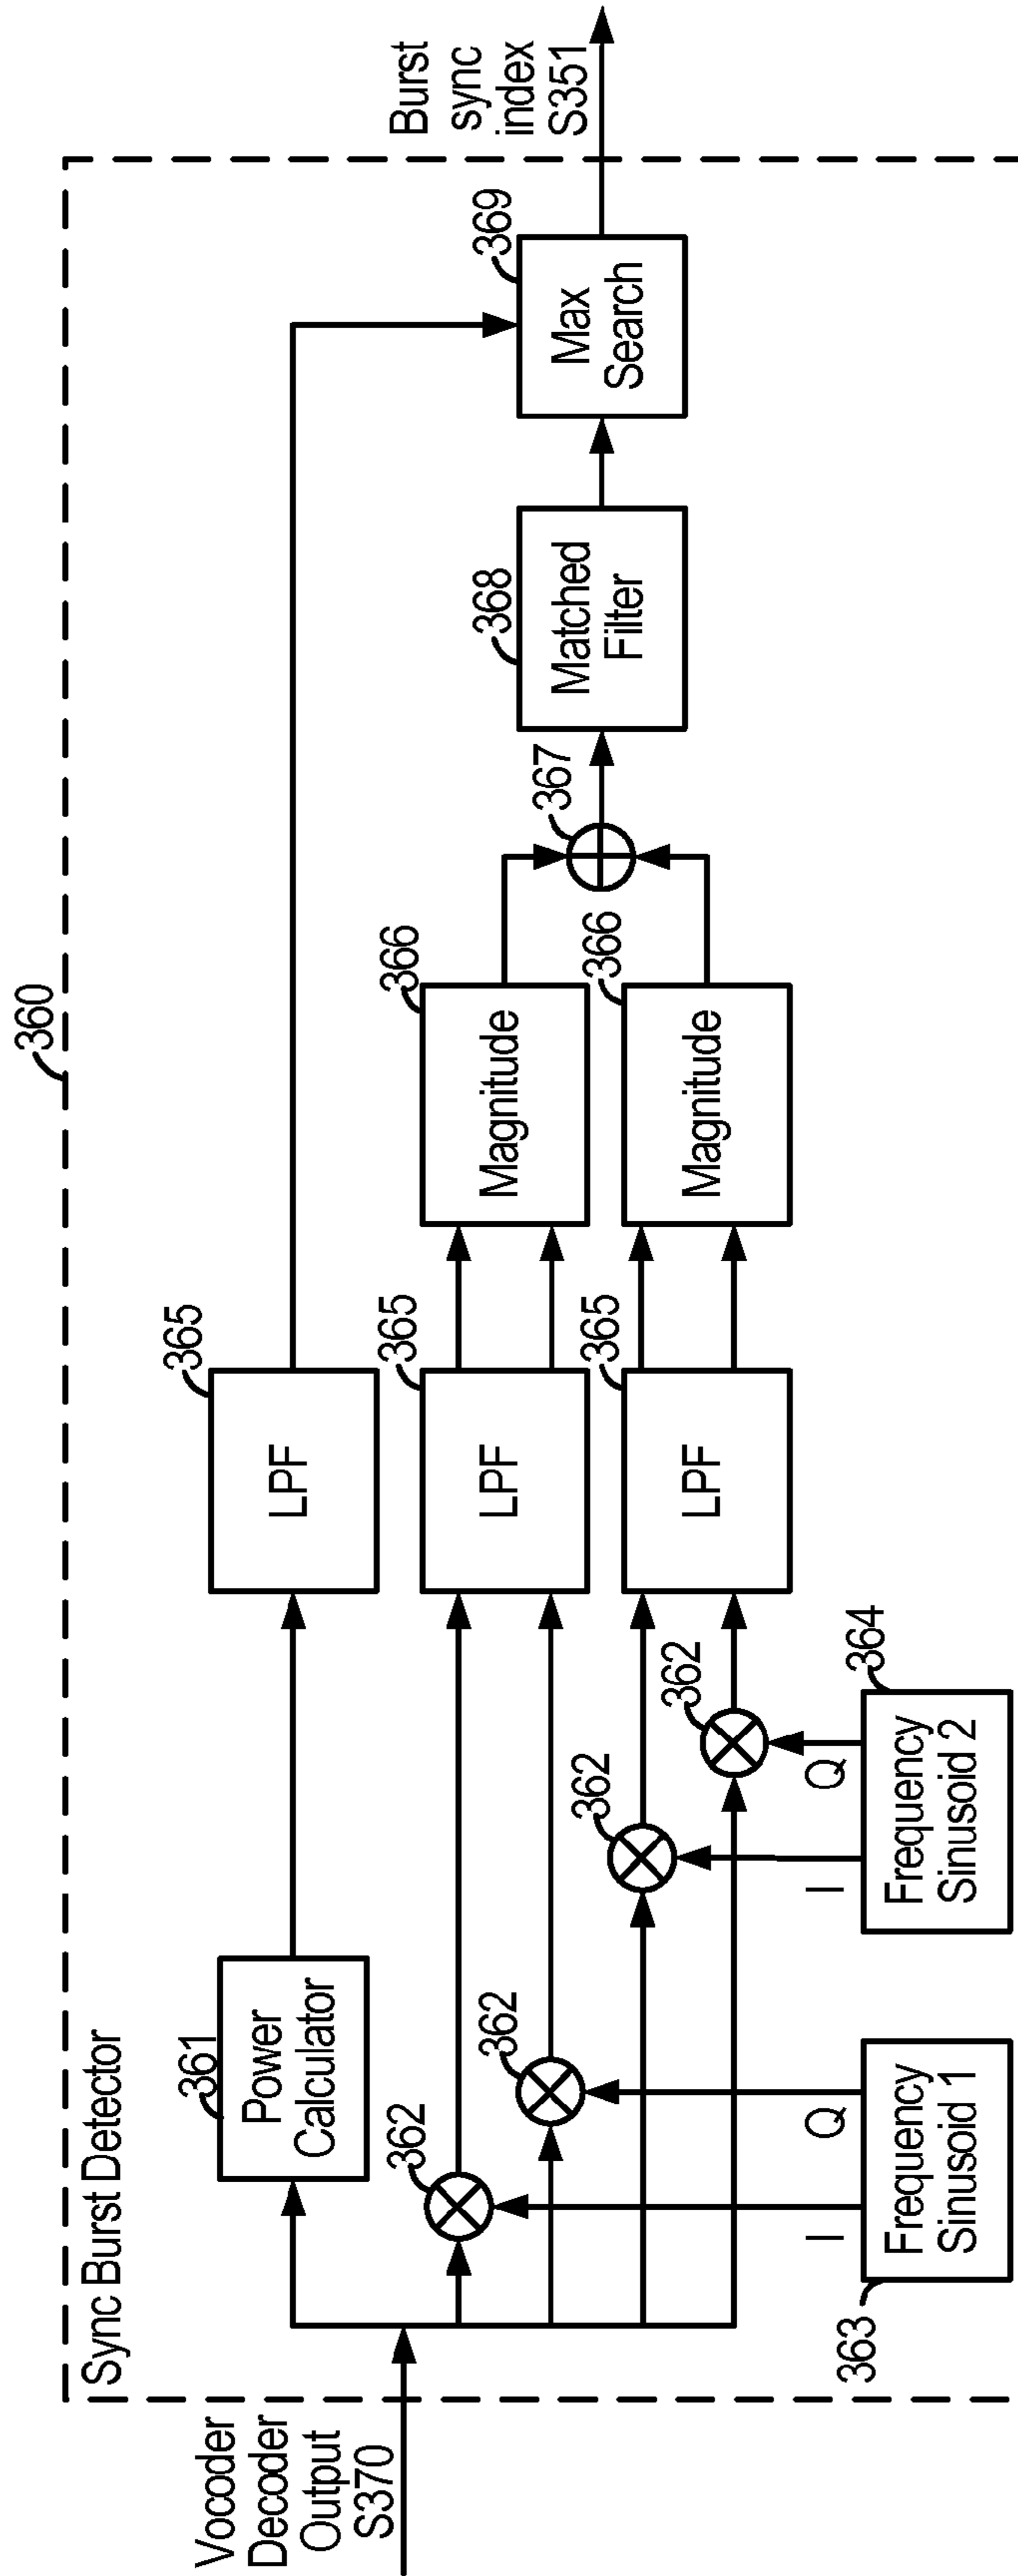 360
Sync Burst Detector
Vocoder
Decoder
Output
S370
361
Power
Calculator
365
LPF
362
362
365
LPF
366
Magnitude
362
362
365
LPF
366
Magnitude
367
368
Matched
Filter
369
Max
Search
Burst
sync
index
S351
363
Frequency
Sinusoid 1
I
Q
364
Frequency
Sinusoid 2
I
Q